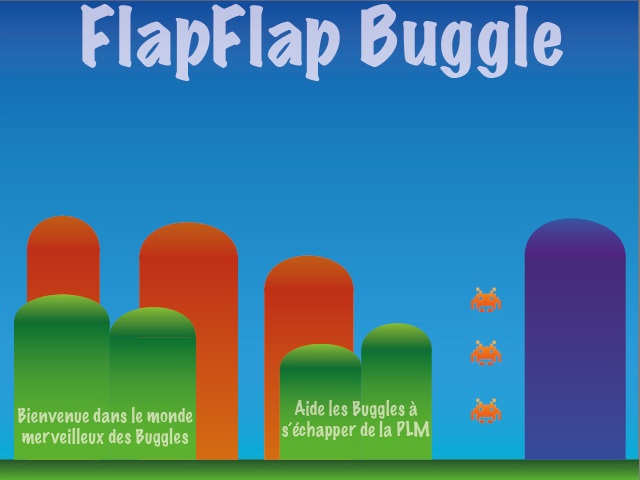 FlapFlap Buggle
Bienvenue dans le monde
merveilleux des Buggles
Aide les Buggles à
s'échapper de la PLM